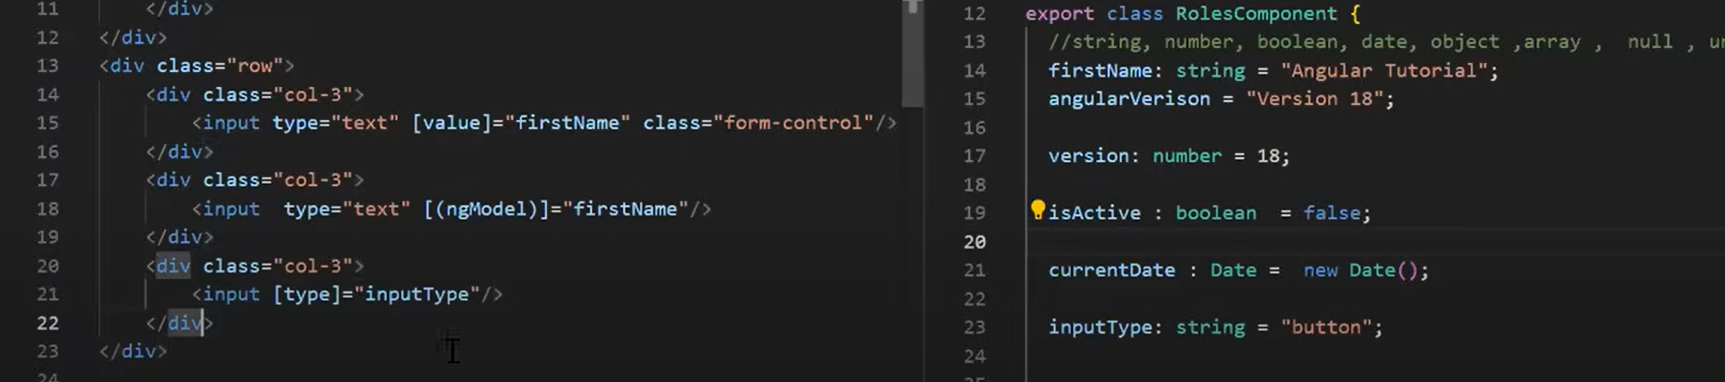 11 </div>
12 </div>
13 <div class="row">
14 <div class="col-3">
15 <input type="text" [value]="firstName" class="form-control"/>
16 </div>
17 <div class="col-3">
18 <input  type="text" [(ngModel)]="firstName"/>
19 </div>
20 <div class="col-3">
21 <input [type]="inputType"/>
22 </div>
23 </div>
24
12 export class RolesComponent {
13 //string, number, boolean, date, object ,array ,  null , un
14 firstName: string = "Angular Tutorial";
15 angularVerison = "Version 18";
16
17 version: number = 18;
18
19 isActive : boolean  = false;
20
21 currentDate : Date =  new Date();
22
23 inputType: string = "button";
24